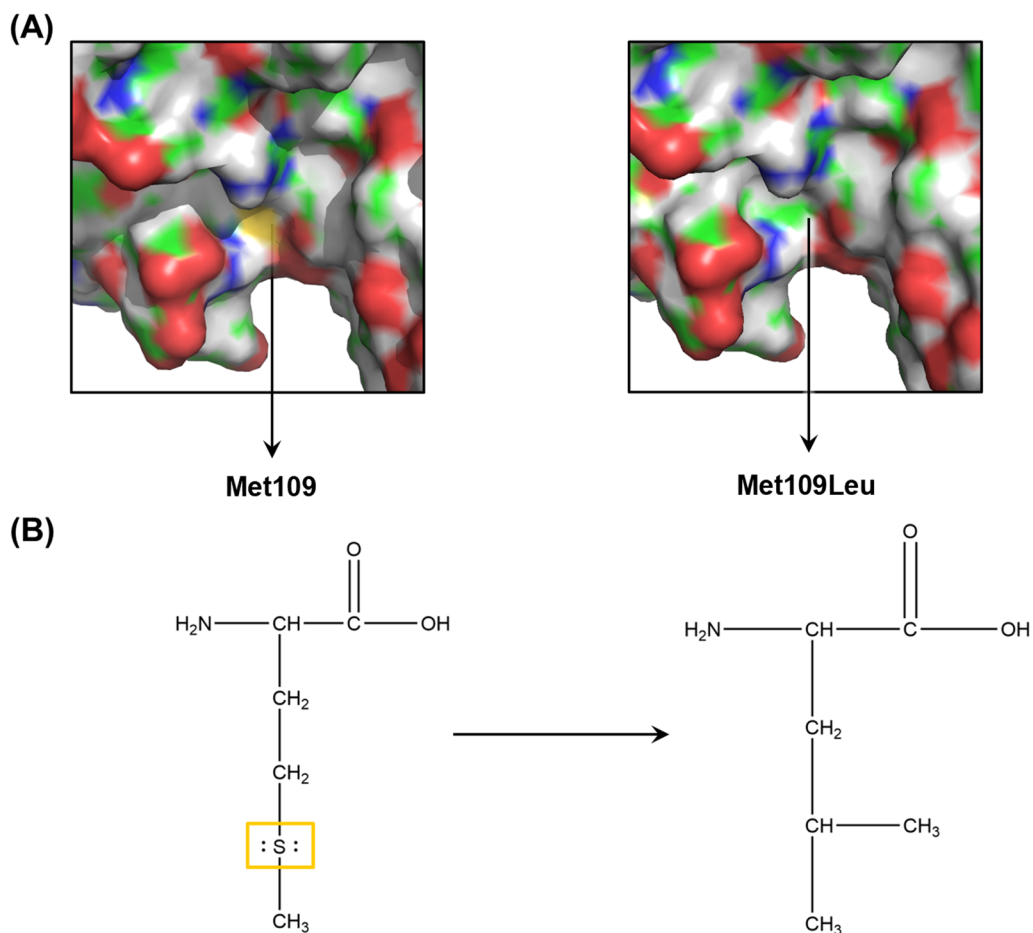 (A)
Met109
Met109Leu
(B)
O
O
H₂N CH C OH
H₂N CH C OH
CH₂
CH₂
CH₂
:S:
CH CH₃
CH₃
CH₃